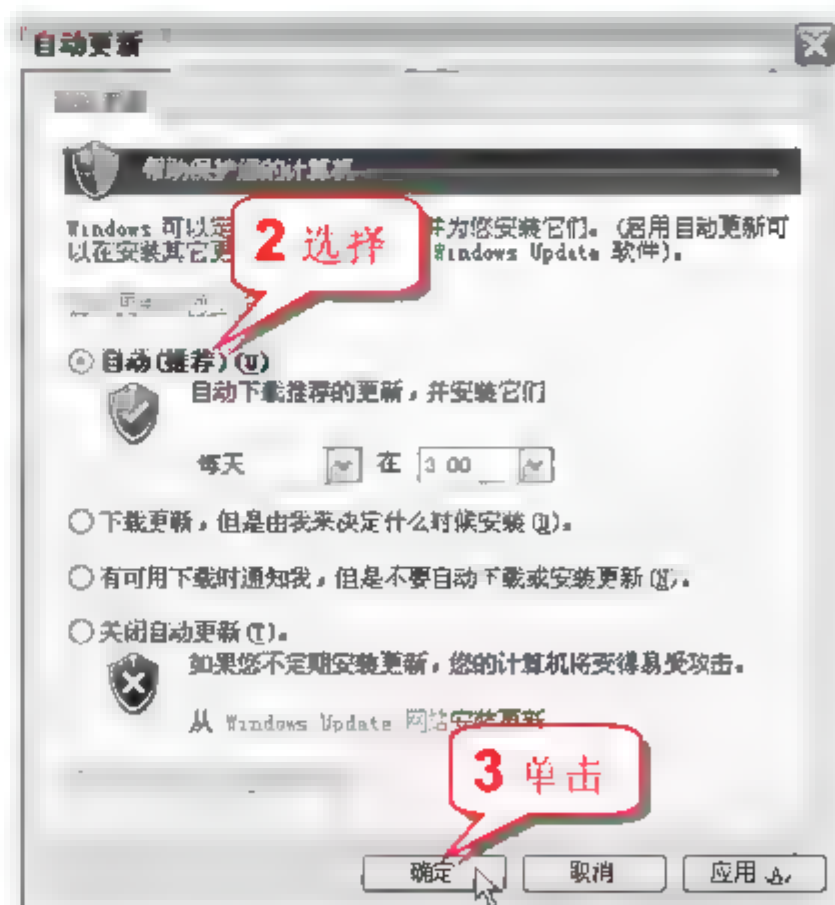 自动更新
帮助保护您的计算机
Windows 可以定 并为您安装它们。(启用自动更新可
以在安装其它更 Windows Update 软件)。
2 选择
自动(推荐)(U)
自动下载推荐的更新,并安装它们
每天 在 3 00
下载更新,但是由我来决定什么时候安装(D)。
有可用下载时通知我,但是不要自动下载或安装更新(N)。
关闭自动更新(T)。
如果您不定期安装更新,您的计算机将变得易受攻击。
从 Windows Update 网站安装更新
3 单击
确定 取消 应用(A)